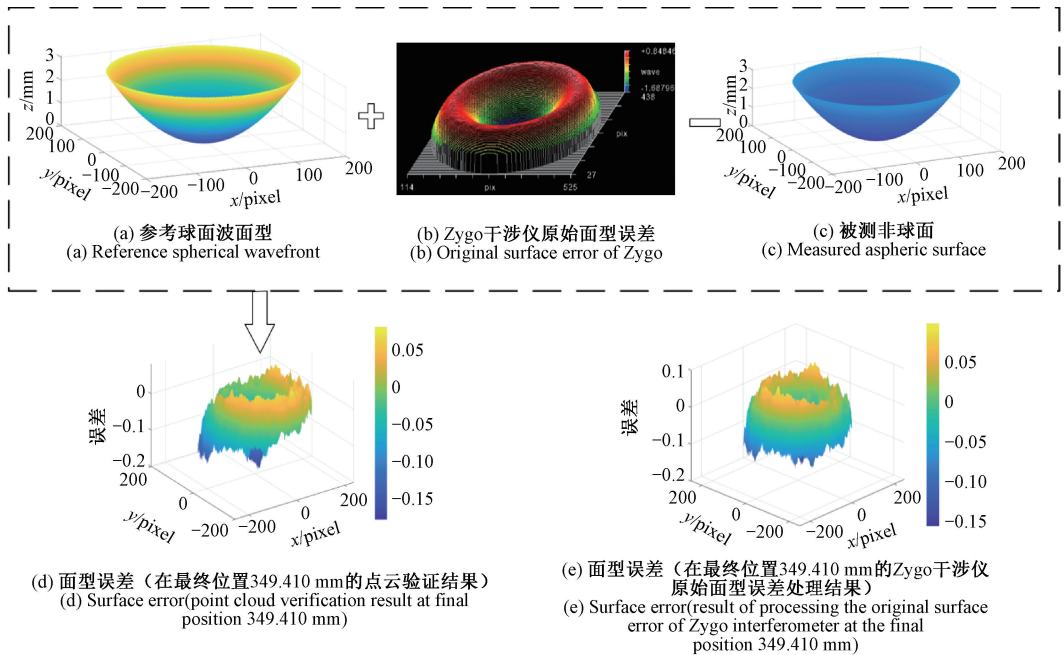 3
2
1
0
z/mm
200
100
0
−100
−200
y/pixel
−200
−100
0
100
200
x/pixel
(a) 参考球面波面型
(a) Reference spherical wavefront
+0.84846
wave
-1.68796
438
pix
27
114
pix
525
(b) Zygo干涉仪原始面型误差
(b) Original surface error of Zygo
3
2
1
0
z/mm
200
100
0
−100
−200
y/pixel
−200
−100
0
100
200
x/pixel
(c) 被测非球面
(c) Measured aspheric surface
0
−0.1
−0.2
误差
200
0
−200
y/pixel
−200
0
200
x/pixel
0.05
0
−0.05
−0.10
−0.15
(d) 面型误差（在最终位置349.410 mm的点云验证结果）
(d) Surface error(point cloud verification result at final
position 349.410 mm)
0.1
0
−0.1
−0.2
误差
200
0
−200
y/pixel
−200
0
200
x/pixel
0.05
0
−0.05
−0.10
−0.15
(e) 面型误差（在最终位置349.410 mm的Zygo干涉仪
原始面型误差处理结果）
(e) Surface error(result of processing the original surface
error of Zygo interferometer at the final
position 349.410 mm)